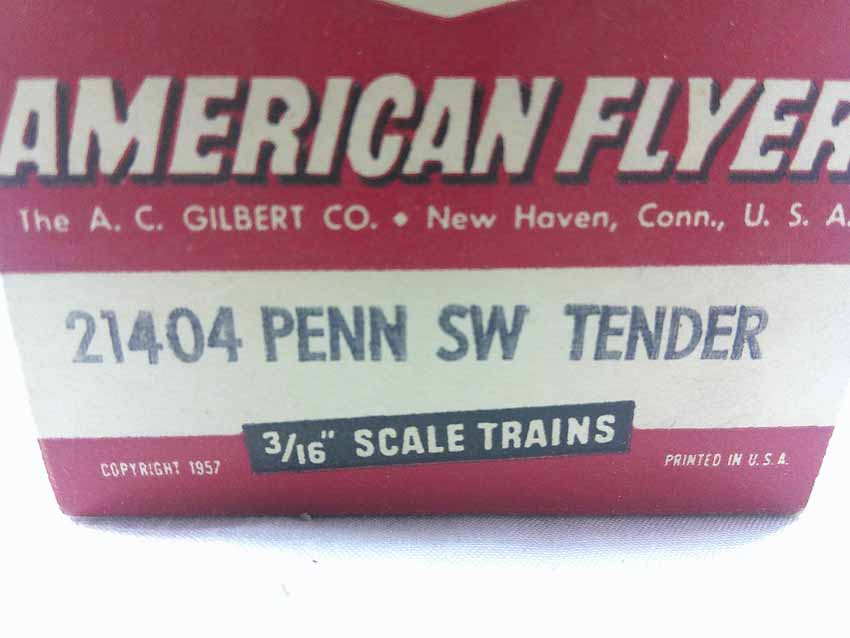 AMERICAN FLYER
The A. C. GILBERT CO. • New Haven, Conn., U. S. A.
21404 PENN SW TENDER
3/16" SCALE TRAINS
COPYRIGHT 1957
PRINTED IN U. S. A.